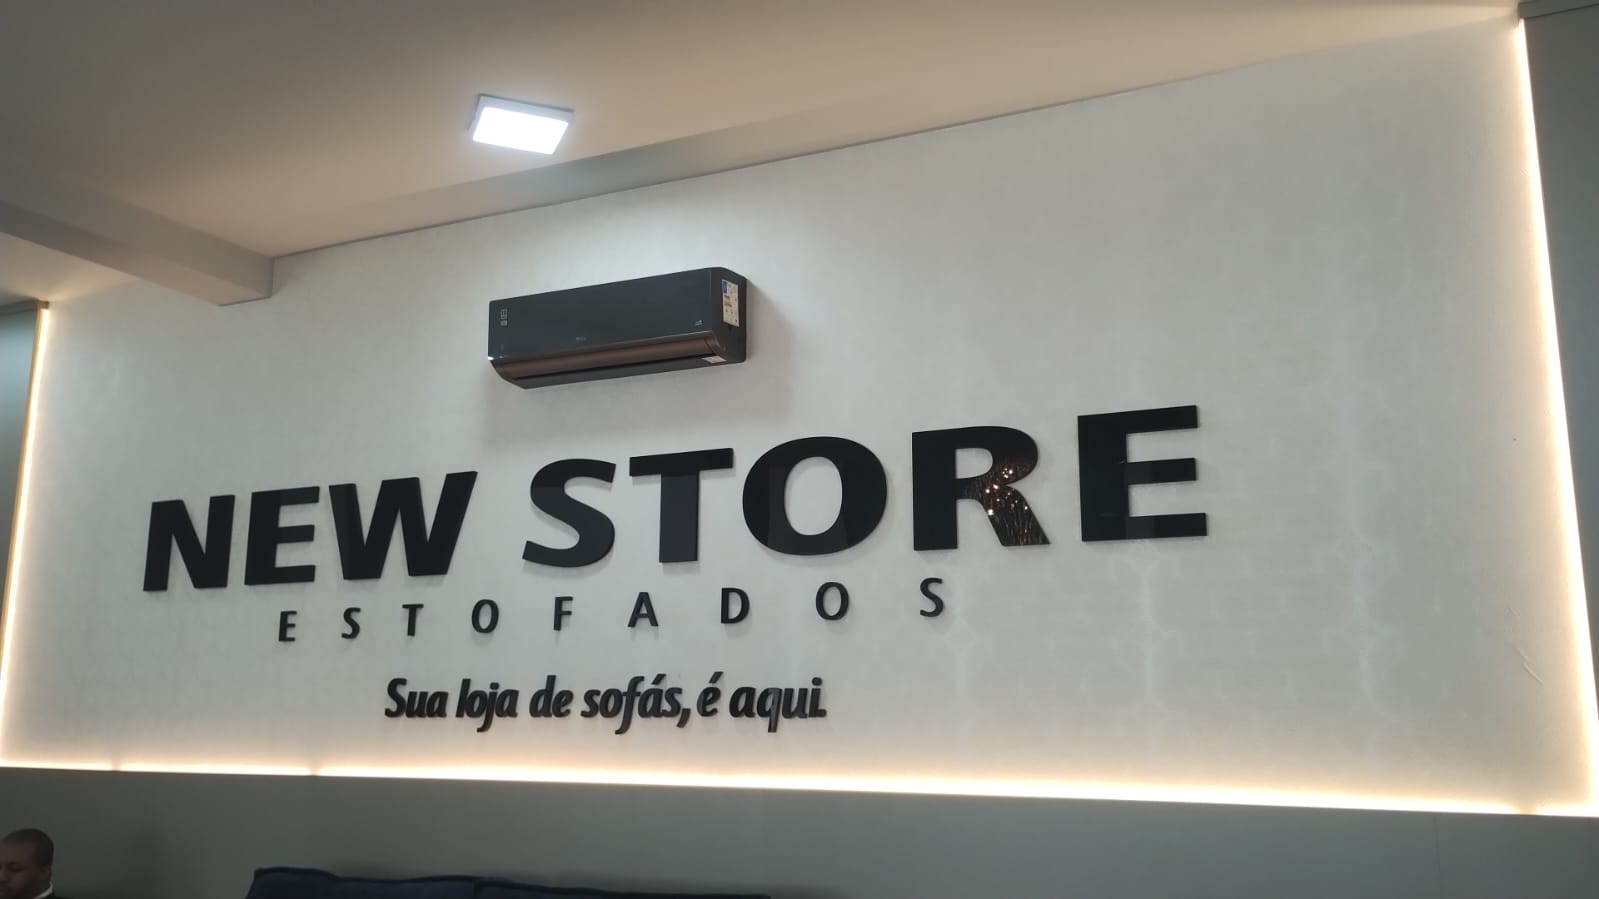 NEW STORE
ESTOFADOS
Sua loja de sofás, é aqui.